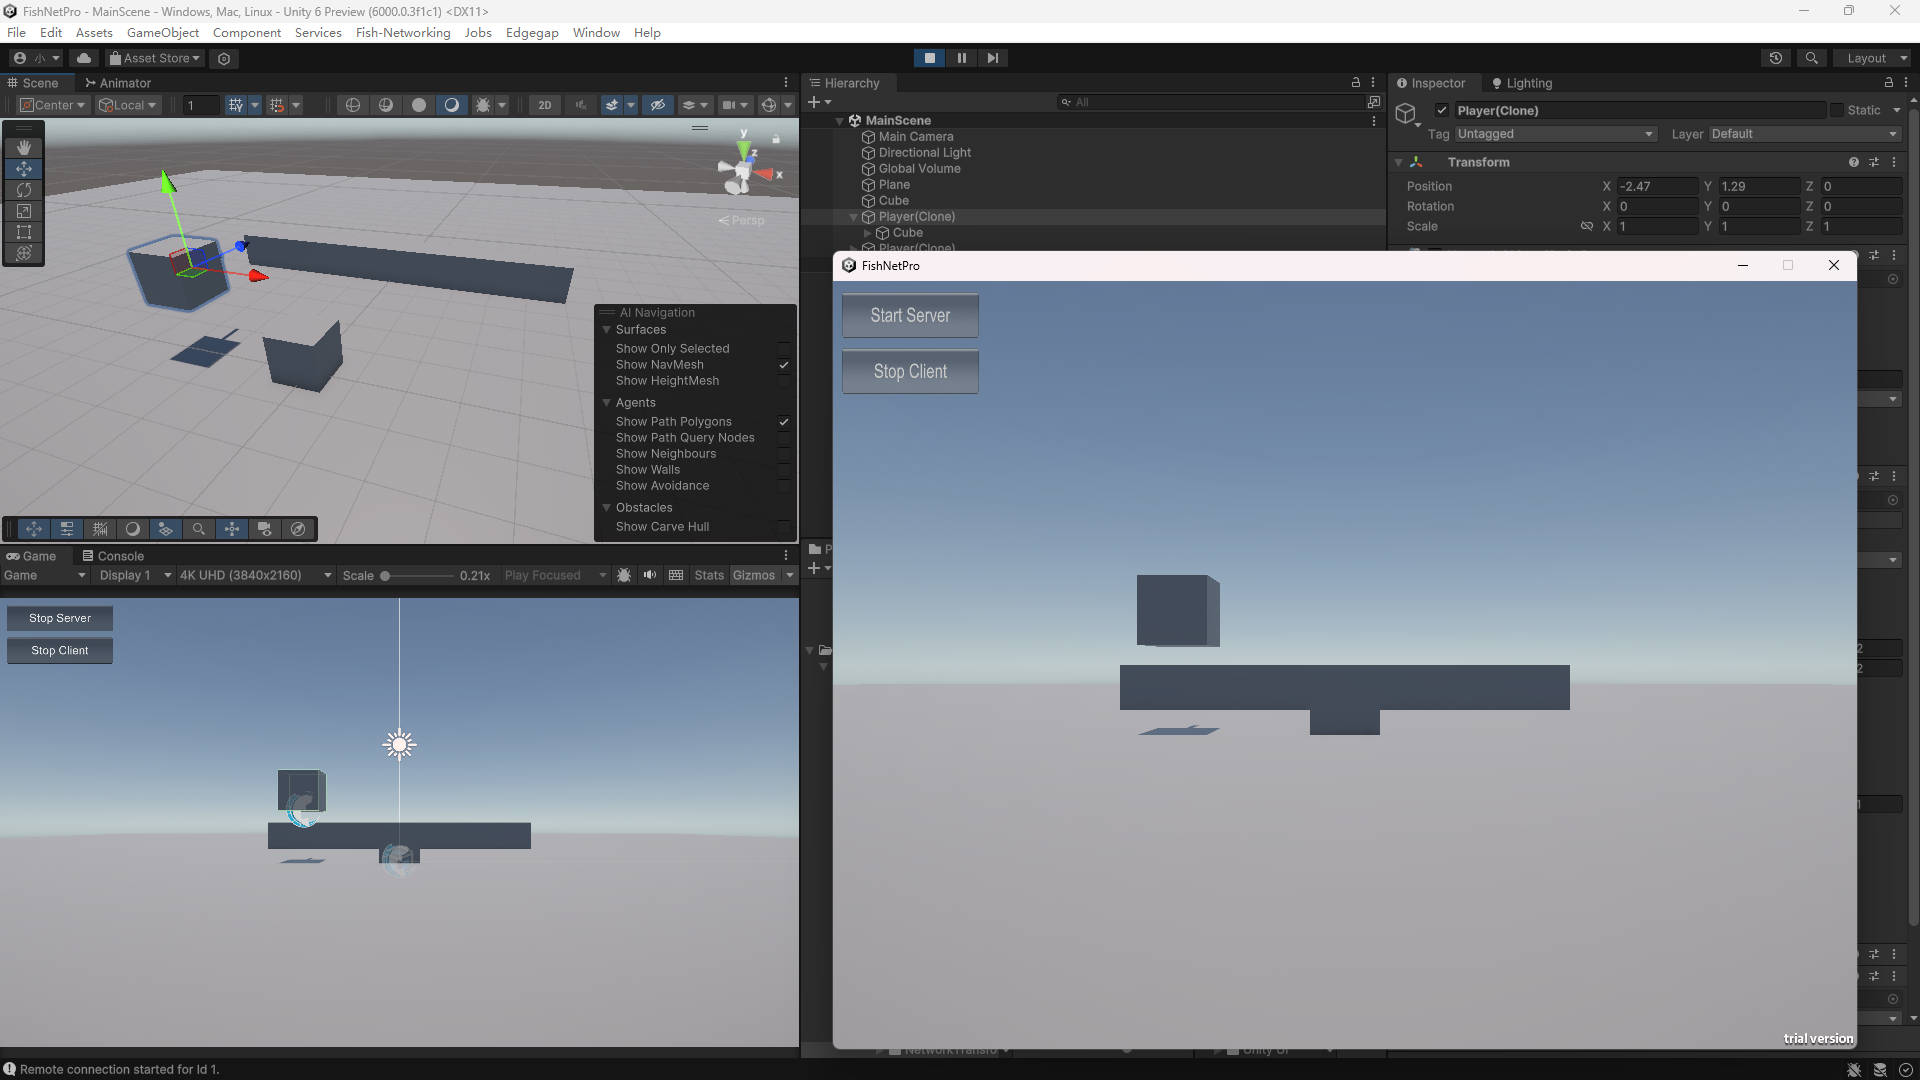 FishNetPro - MainScene - Windows, Mac, Linux - Unity 6 Preview (6000.0.3f1c1) <DX11>
File Edit Assets GameObject Component Services Fish-Networking Jobs Edgegap Window Help
小 Asset Store Layout
Scene Animator
Center Local 1 2D
y
z
x
Persp
AI Navigation
Surfaces
Show Only Selected
Show NavMesh
Show HeightMesh
Agents
Show Path Polygons
Show Path Query Nodes
Show Neighbours
Show Walls
Show Avoidance
Obstacles
Show Carve Hull
Game Console
Game Display 1 4K UHD (3840x2160) Scale 0.21x Play Focused Stats Gizmos
Stop Server
Stop Client
Hierarchy
All
MainScene
Main Camera
Directional Light
Global Volume
Plane
Cube
Player(Clone)
Cube
Player(Clone)
P
Inspector Lighting
Player(Clone) Static
Tag Untagged Layer Default
Transform
Position X -2.47 Y 1.29 Z 0
Rotation X 0 Y 0 Z 0
Scale X 1 Y 1 Z 1
FishNetPro
Start Server
Stop Client
trial version
2
2
Remote connection started for Id 1.